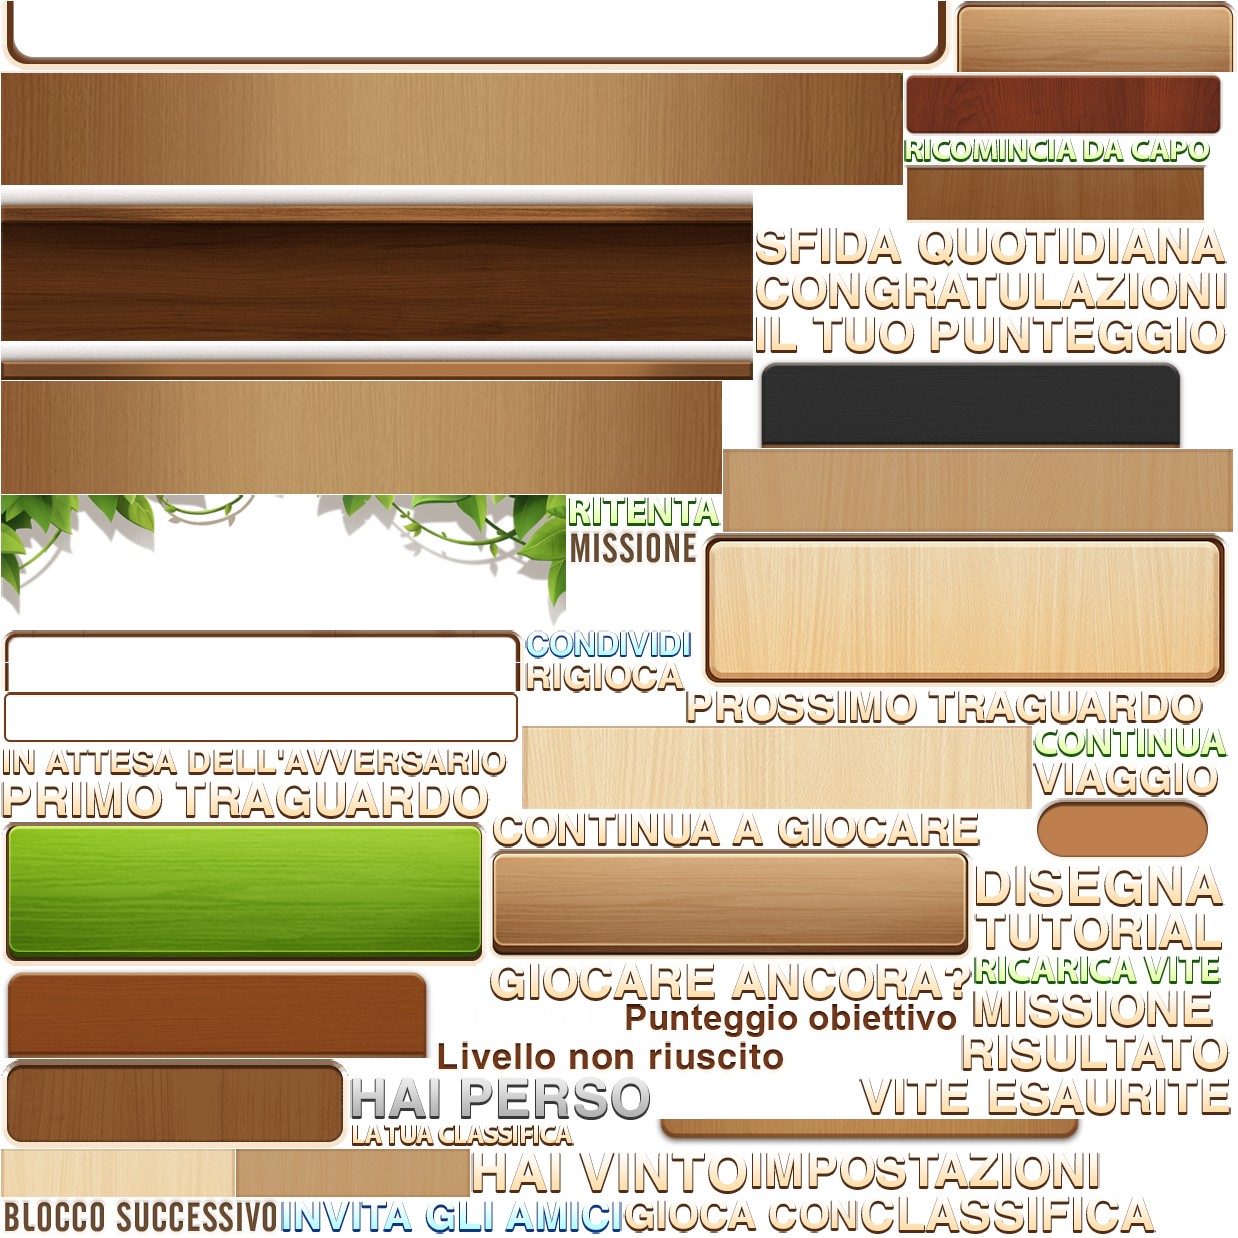 RICOMINCIA DA CAPO
SFIDA QUOTIDIANA
CONGRATULAZIONI
IL TUO PUNTEGGIO
RITENTA
MISSIONE
CONDIVIDI
RIGIOCA
PROSSIMO TRAGUARDO
CONTINUA
VIAGGIO
IN ATTESA DELL'AVVERSARIO
PRIMO TRAGUARDO
CONTINUA A GIOCARE
DISEGNA
TUTORIAL
RICARICA VITE
GIOCARE ANCORA?
MISSIONE
Punteggio obiettivo
RISULTATO
Livello non riuscito
VITE ESAURITE
HAI PERSO
LA TUA CLASSIFICA
HAI VINTO
IMPOSTAZIONI
BLOCCO SUCCESSIVO
INVITA GLI AMICI
GIOCA CON
CLASSIFICA